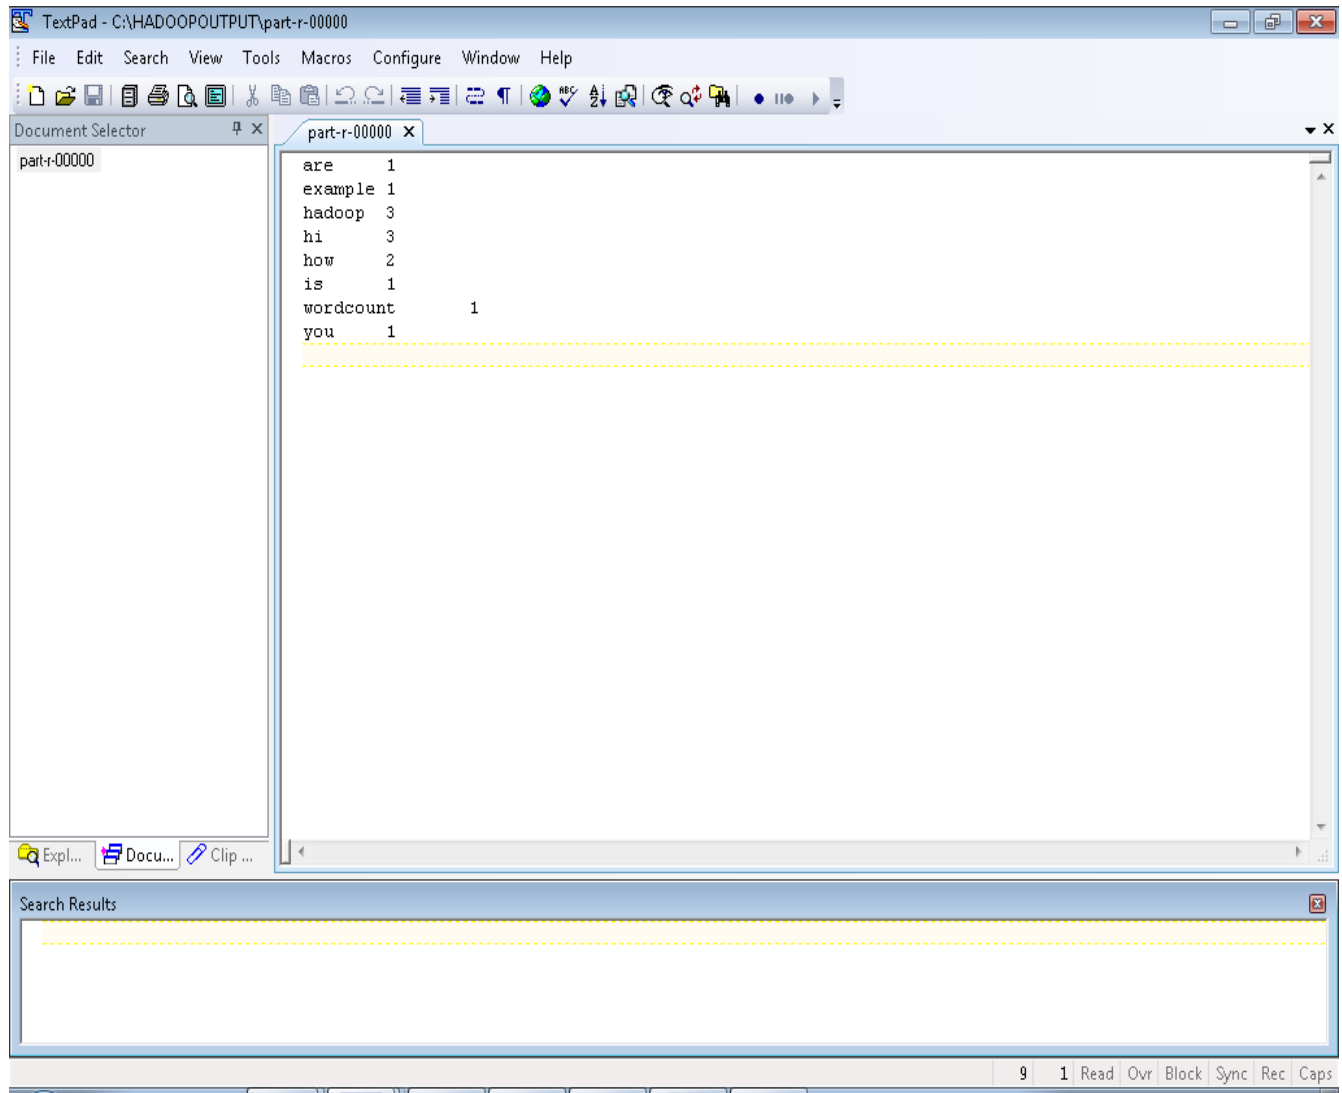 TextPad - C:\HADOOPOUTPUT\part-r-00000
File Edit Search View Tools Macros Configure Window Help
Document Selector
part-r-00000
part-r-00000
are 1
example 1
hadoop 3
hi 3
how 2
is 1
wordcount 1
you 1
Expl... Docu... Clip ...
Search Results
9 1 Read Ovr Block Sync Rec Caps